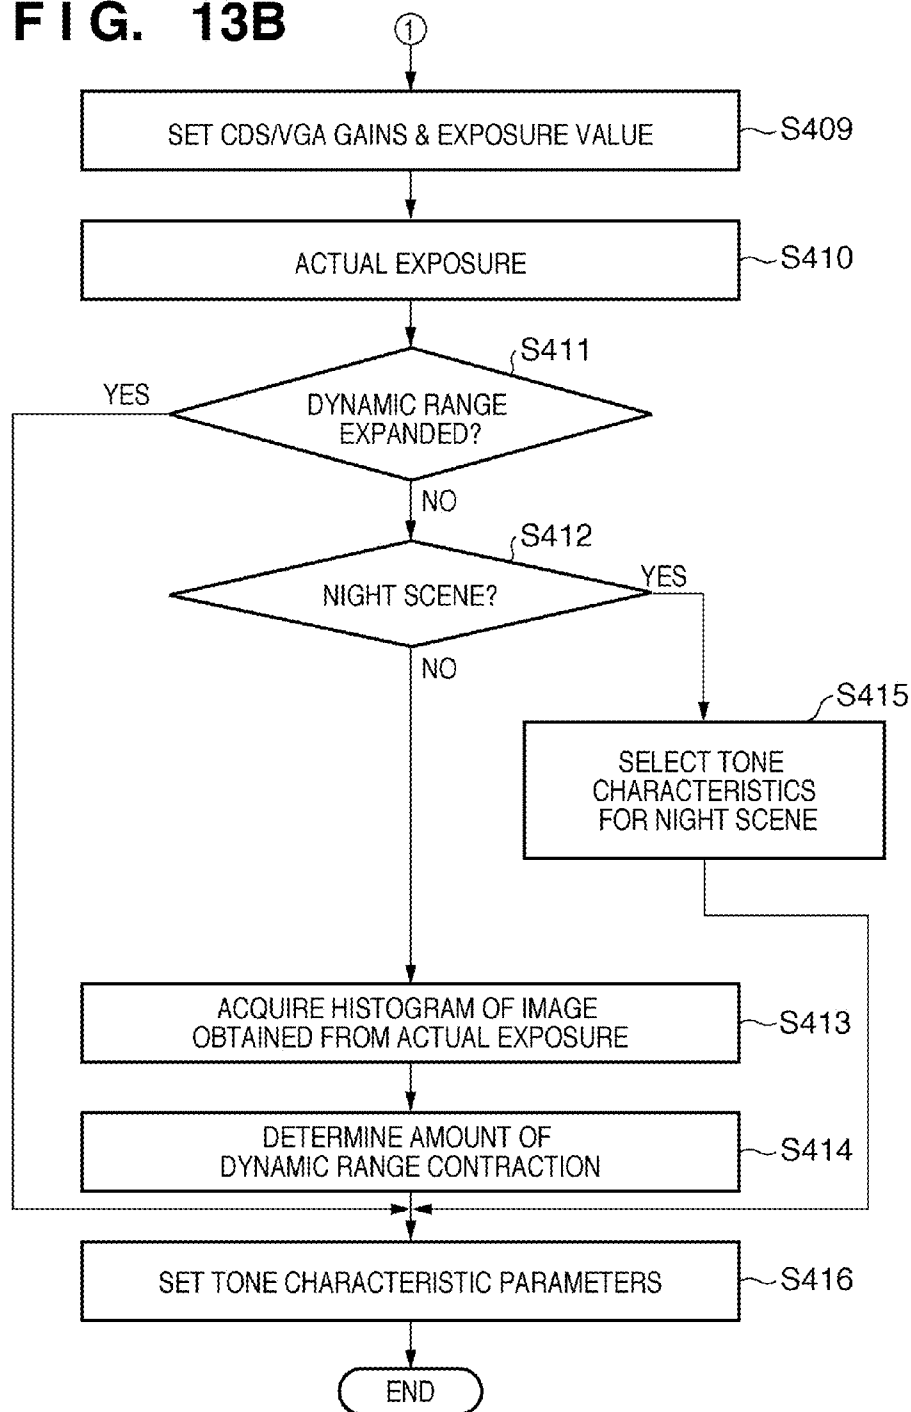 FIG. 13B
1
SET CDS/VGA GAINS & EXPOSURE VALUE
S409
ACTUAL EXPOSURE
S410
S411
YES
DYNAMIC RANGE
EXPANDED?
NO
S412
NIGHT SCENE?
YES
NO
S415
SELECT TONE
CHARACTERISTICS
FOR NIGHT SCENE
ACQUIRE HISTOGRAM OF IMAGE
OBTAINED FROM ACTUAL EXPOSURE
S413
DETERMINE AMOUNT OF
DYNAMIC RANGE CONTRACTION
S414
SET TONE CHARACTERISTIC PARAMETERS
S416
END